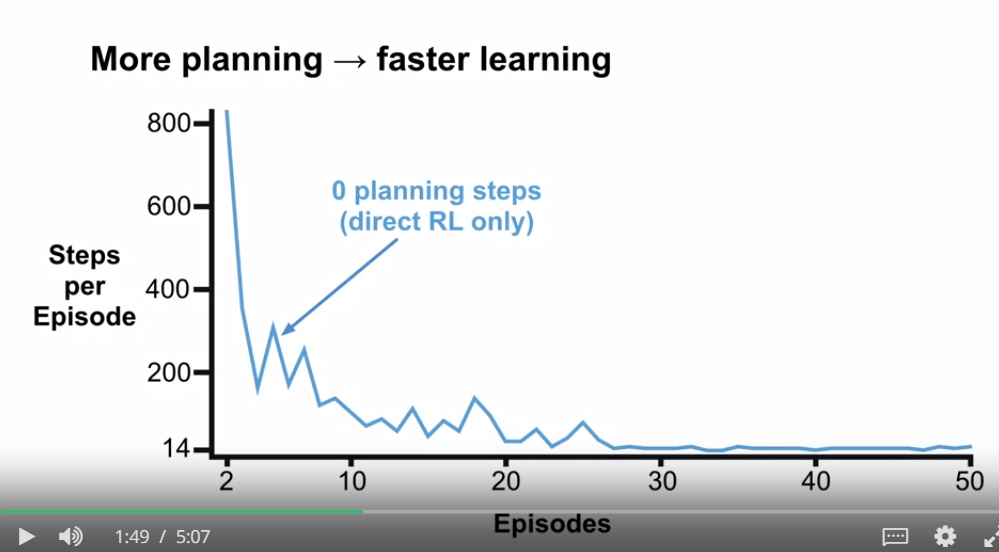 More planning → faster learning
800
600
400
200
14
Steps
per
Episode
0 planning steps
(direct RL only)
2 10 20 30 40 50
Episodes
1:49 / 5:07